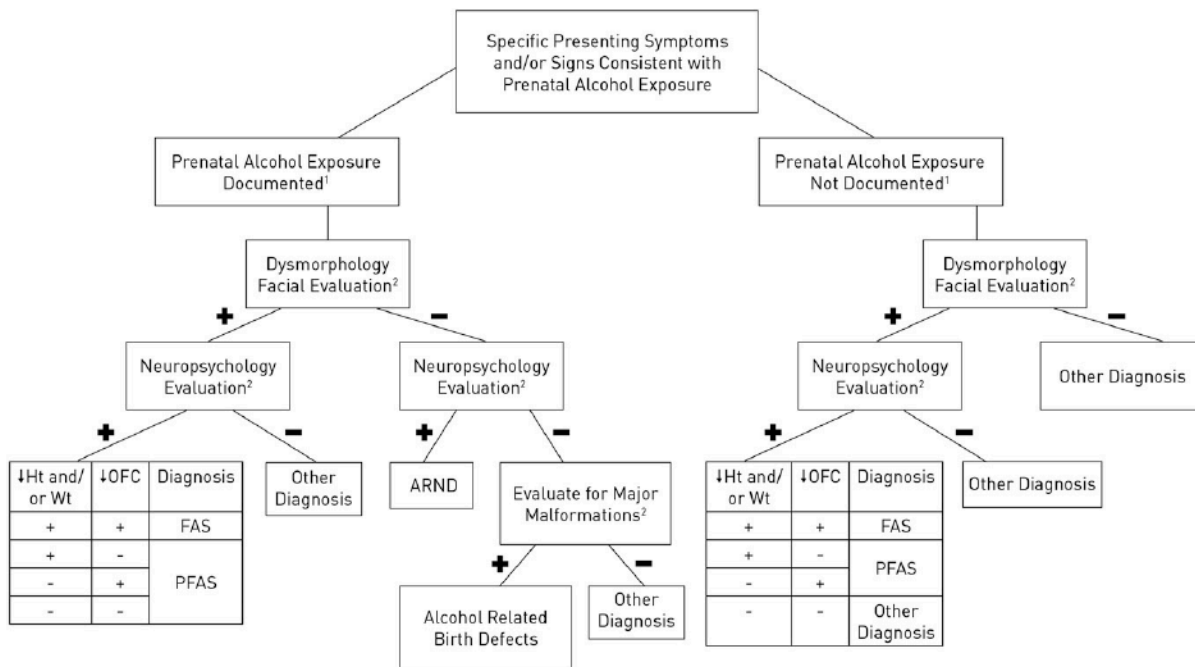 Specific Presenting Symptoms
and/or Signs Consistent with
Prenatal Alcohol Exposure
Prenatal Alcohol Exposure
Documented¹
Prenatal Alcohol Exposure
Not Documented¹
Dysmorphology
Facial Evaluation²
Dysmorphology
Facial Evaluation²
+
−
+
−
Neuropsychology
Evaluation²
Neuropsychology
Evaluation²
Neuropsychology
Evaluation²
Other Diagnosis
+
−
+
−
+
−
↓Ht and/
or Wt
↓OFC
Diagnosis
+ + FAS
+ -
- + PFAS
- -
Other
Diagnosis
ARND
Evaluate for Major
Malformations²
+
−
Alcohol Related
Birth Defects
Other
Diagnosis
↓Ht and/
or Wt
↓OFC
Diagnosis
+ + FAS
+ - PFAS
- +
- - Other
Diagnosis
Other Diagnosis